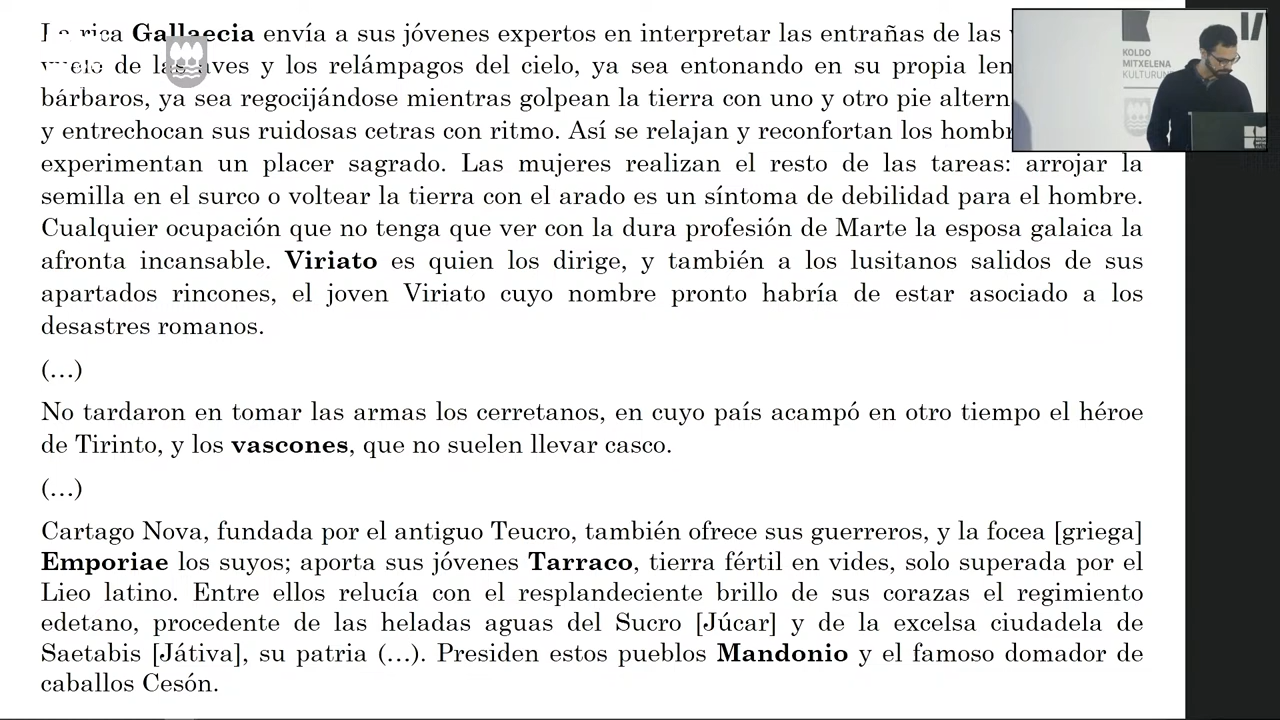 La rica Gallaecia envía a sus jóvenes expertos en interpretar las entrañas de las
vuelo de las aves y los relámpagos del cielo, ya sea entonando en su propia
bárbaros, ya sea regocijándose mientras golpean la tierra con uno y otro pie
y entrechocan sus ruidosas cetras con ritmo. Así se relajan y reconfortan los
experimentan un placer sagrado. Las mujeres realizan el resto de las tareas: arrojar la
semilla en el surco o voltear la tierra con el arado es un síntoma de debilidad para el hombre.
Cualquier ocupación que no tenga que ver con la dura profesión de Marte la esposa galaica la
afronta incansable. Viriato es quien los dirige, y también a los lusitanos salidos de sus
apartados rincones, el joven Viriato cuyo nombre pronto habría de estar asociado a los
desastres romanos.
(…)
No tardaron en tomar las armas los cerretanos, en cuyo país acampó en otro tiempo el héroe
de Tirinto, y los vascones, que no suelen llevar casco.
(…)
Cartago Nova, fundada por el antiguo Teucro, también ofrece sus guerreros, y la focea [griega]
Emporiae los suyos; aporta sus jóvenes Tarraco, tierra fértil en vides, solo superada por el
Lieo latino. Entre ellos relucía con el resplandeciente brillo de sus corazas el regimiento
edetano, procedente de las heladas aguas del Sucro [Júcar] y de la excelsa ciudadela de
Saetabis [Játiva], su patria (…). Presiden estos pueblos Mandonio y el famoso domador de
caballos Cesón.
KOLDO
MITXELENA